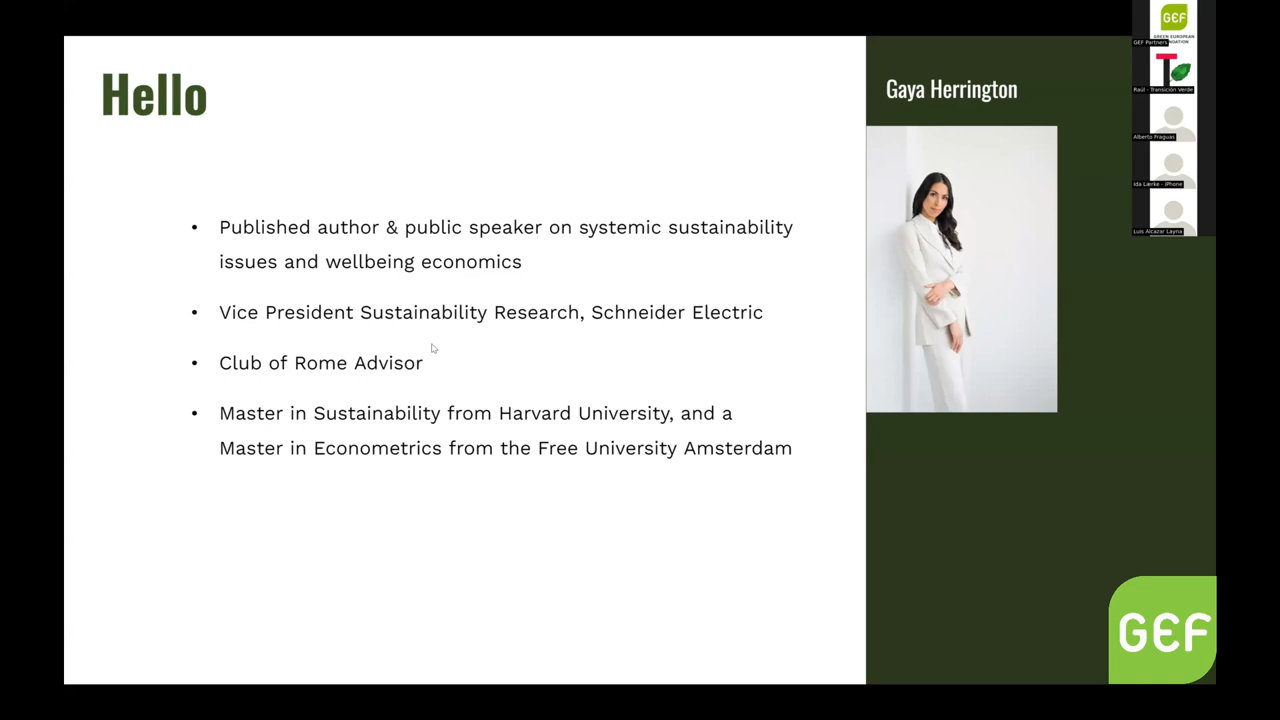 Hello
Published author & public speaker on systemic sustainability
issues and wellbeing economics
Vice President Sustainability Research, Schneider Electric
Club of Rome Advisor
Master in Sustainability from Harvard University, and a
Master in Econometrics from the Free University Amsterdam
Gaya Herrington
GEF
GREEN EUROPEAN
GEF Partners
NDATION
T
Raúl - Transición Verde
Alberto Fraguas
Ida Lærke - iPhone
Luis Alcazar Layna
GEF